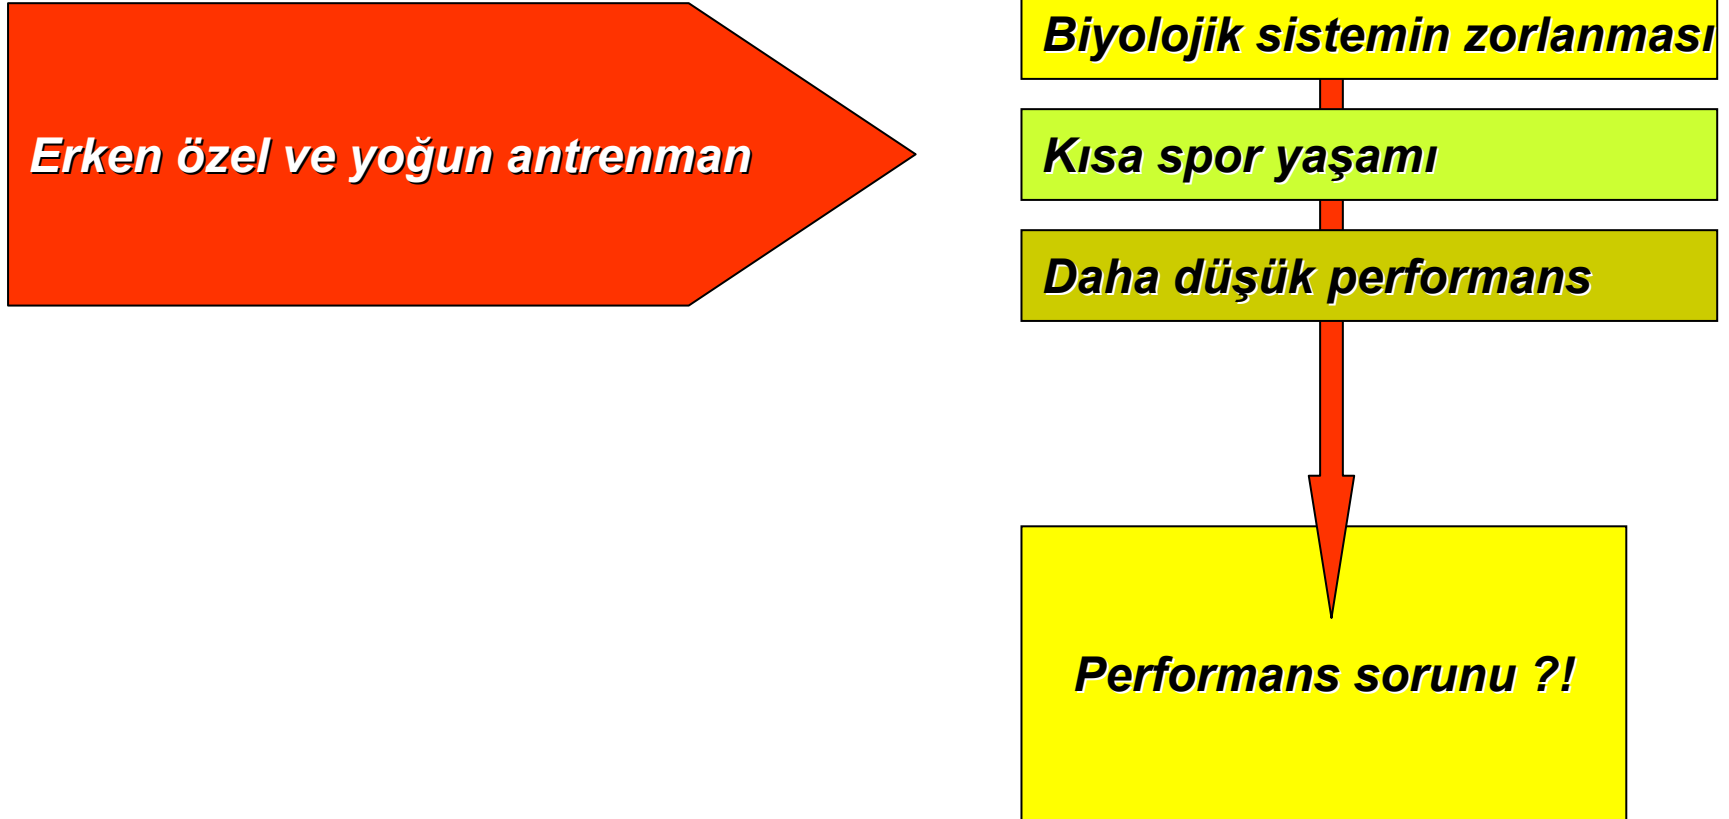 Erken özel ve yoğun antrenman
Biyolojik sistemin zorlanması
Kısa spor yaşamı
Daha düşük performans
Performans sorunu ?!